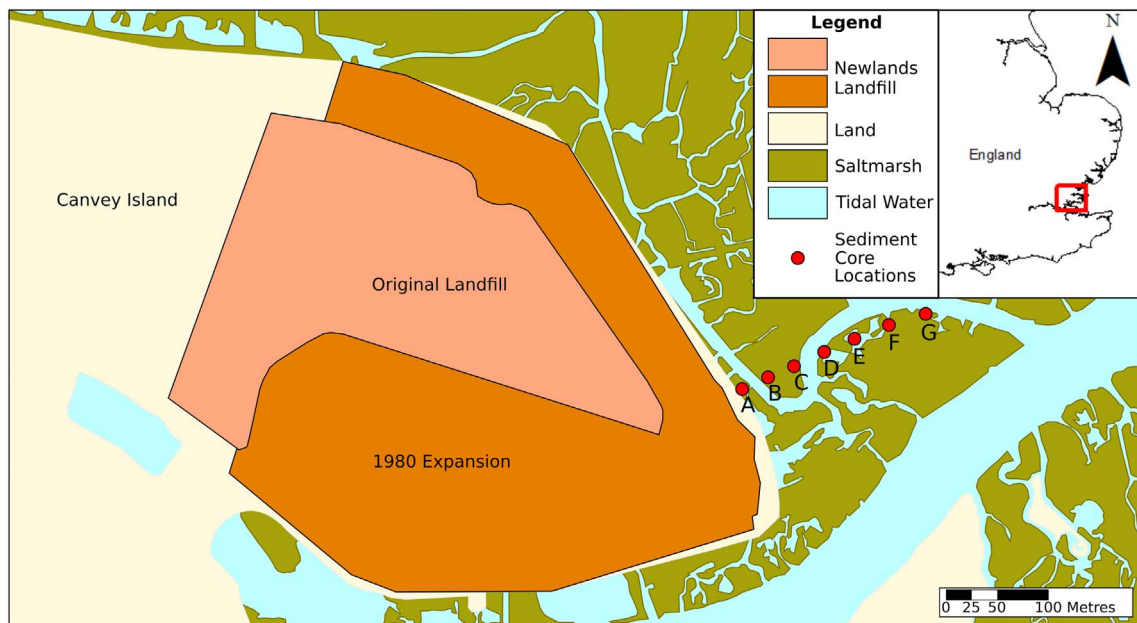 Legend
Newlands
Landfill
Land
Saltmarsh
Tidal Water
Sediment
Core
Locations
N
England
Canvey Island
Original Landfill
1980 Expansion
A
B
C
D
E
F
G
0 25 50 100 Metres